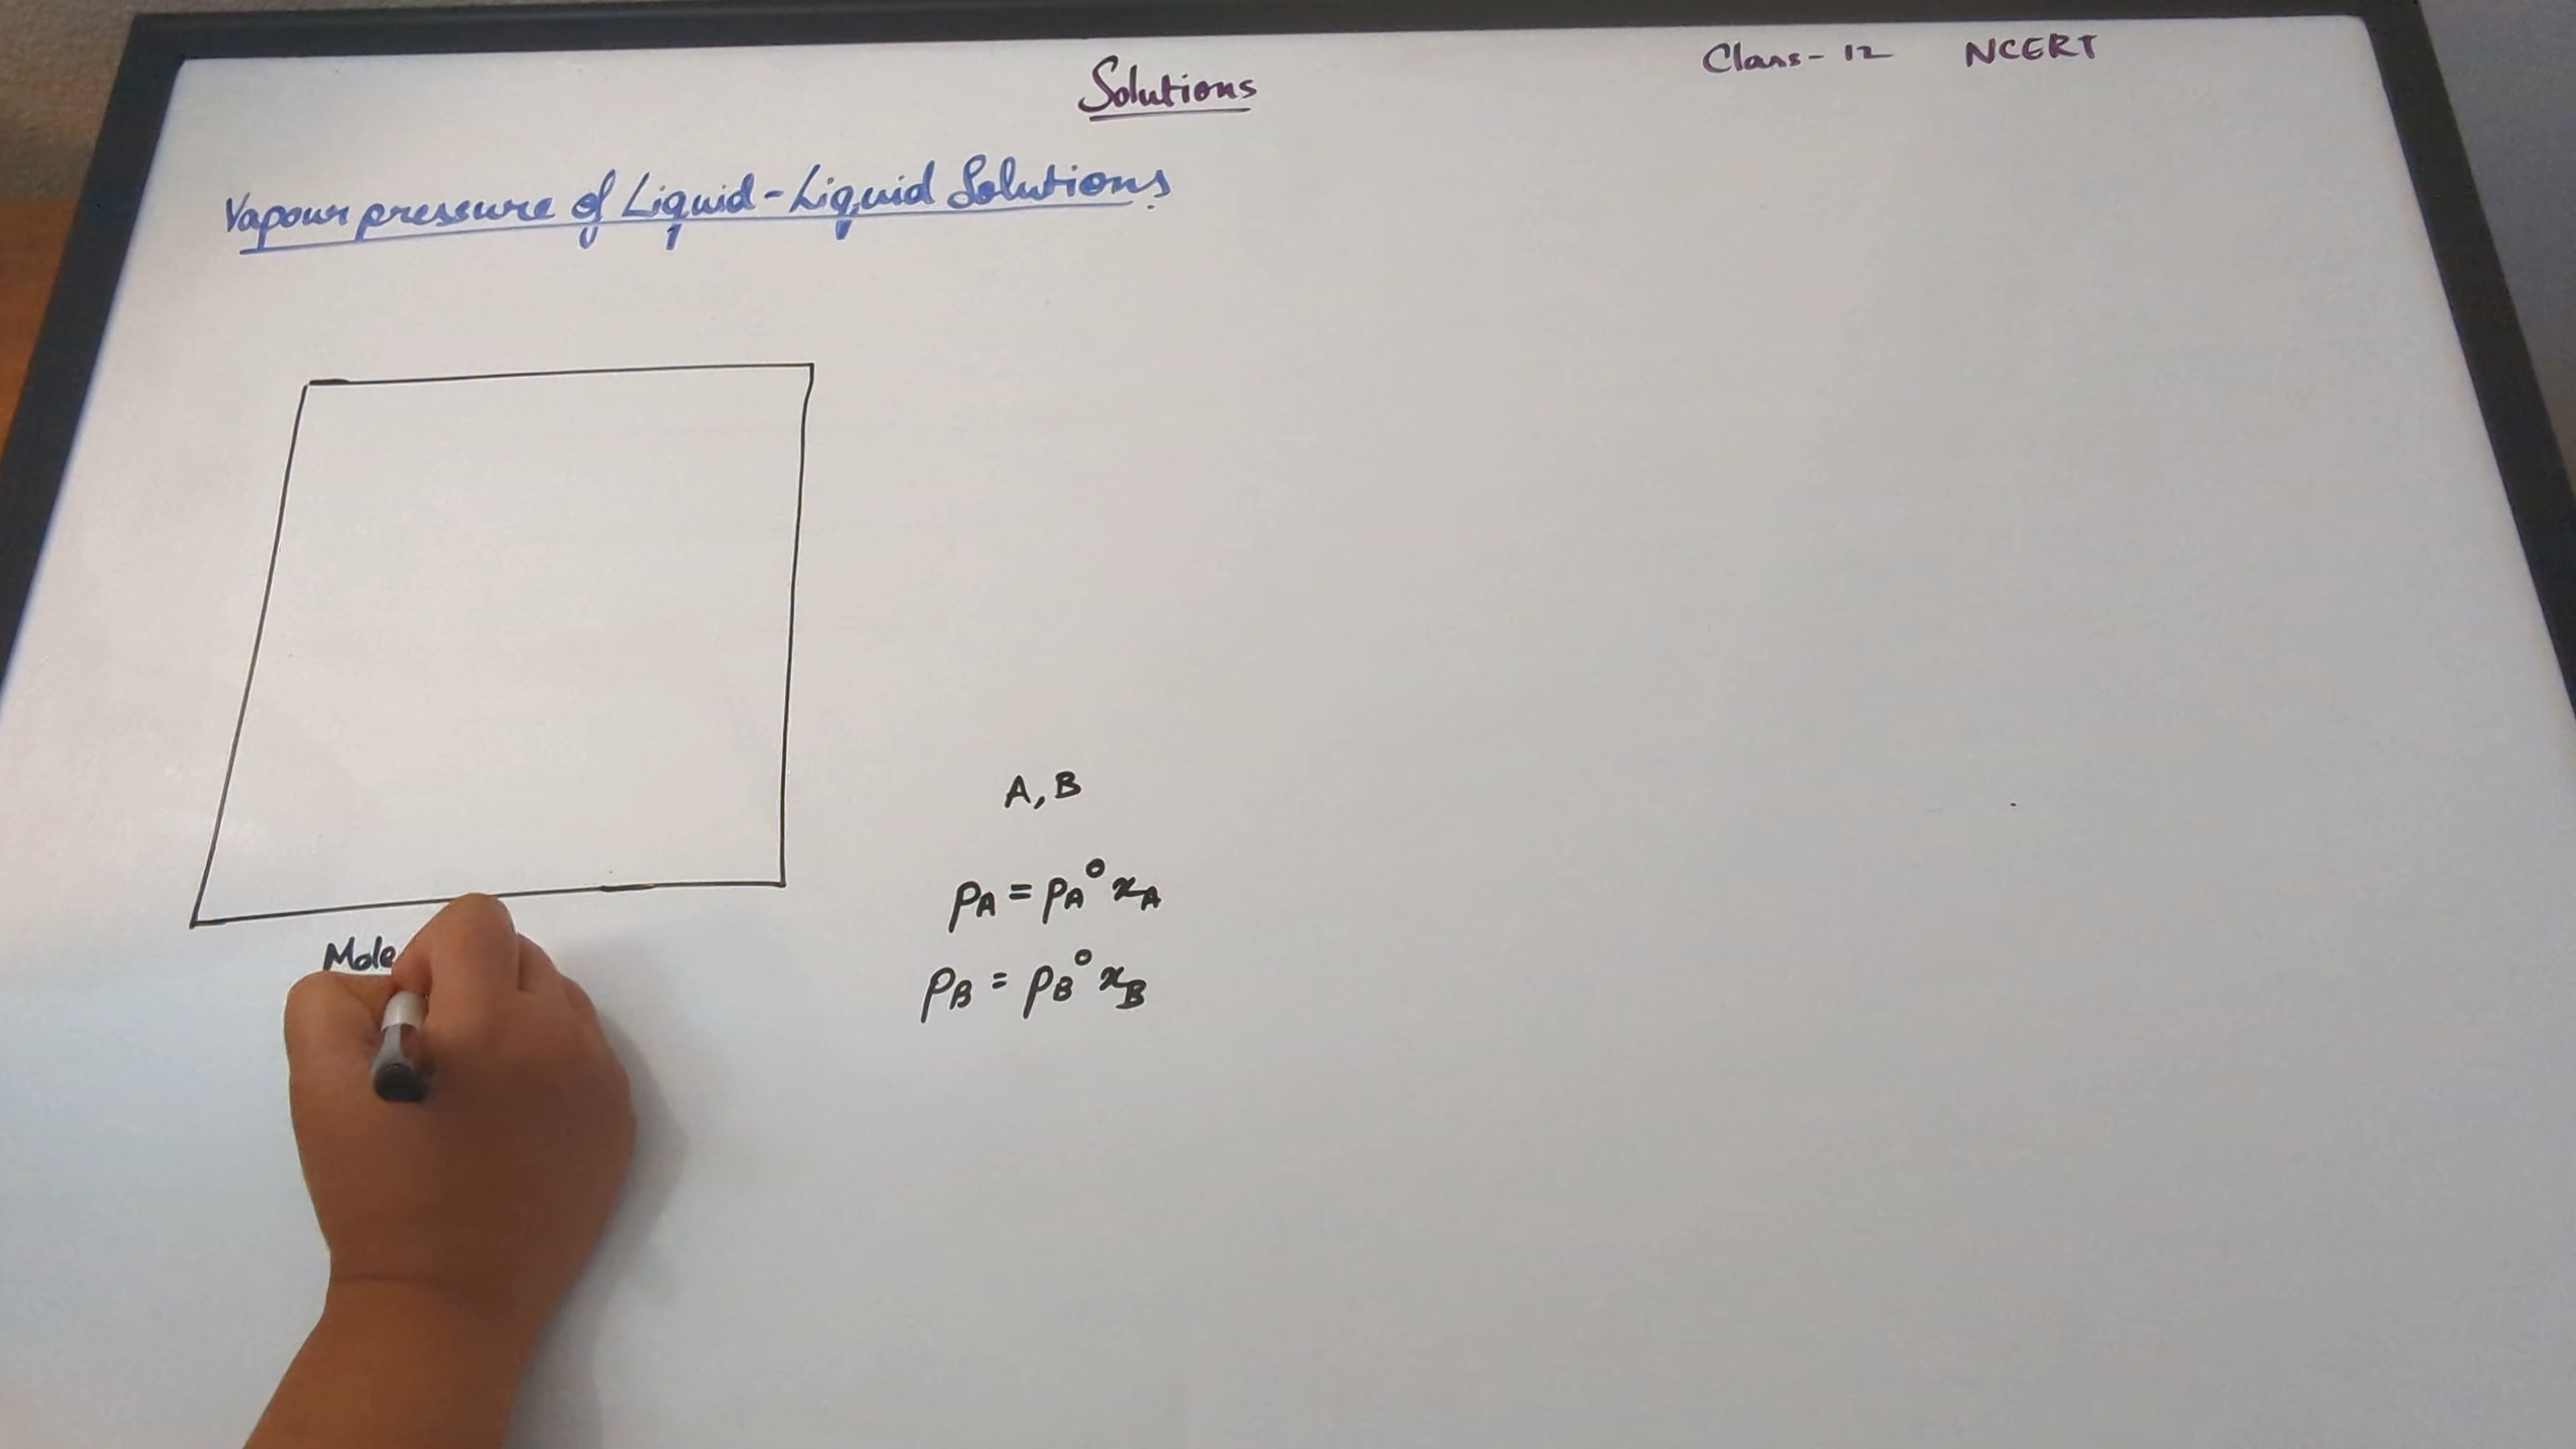 Solutions
Class-12 NCERT
Vapour pressure of Liquid-Liquid Solutions
A, B
pA = pA° xA
pB = pB° xB
Mole